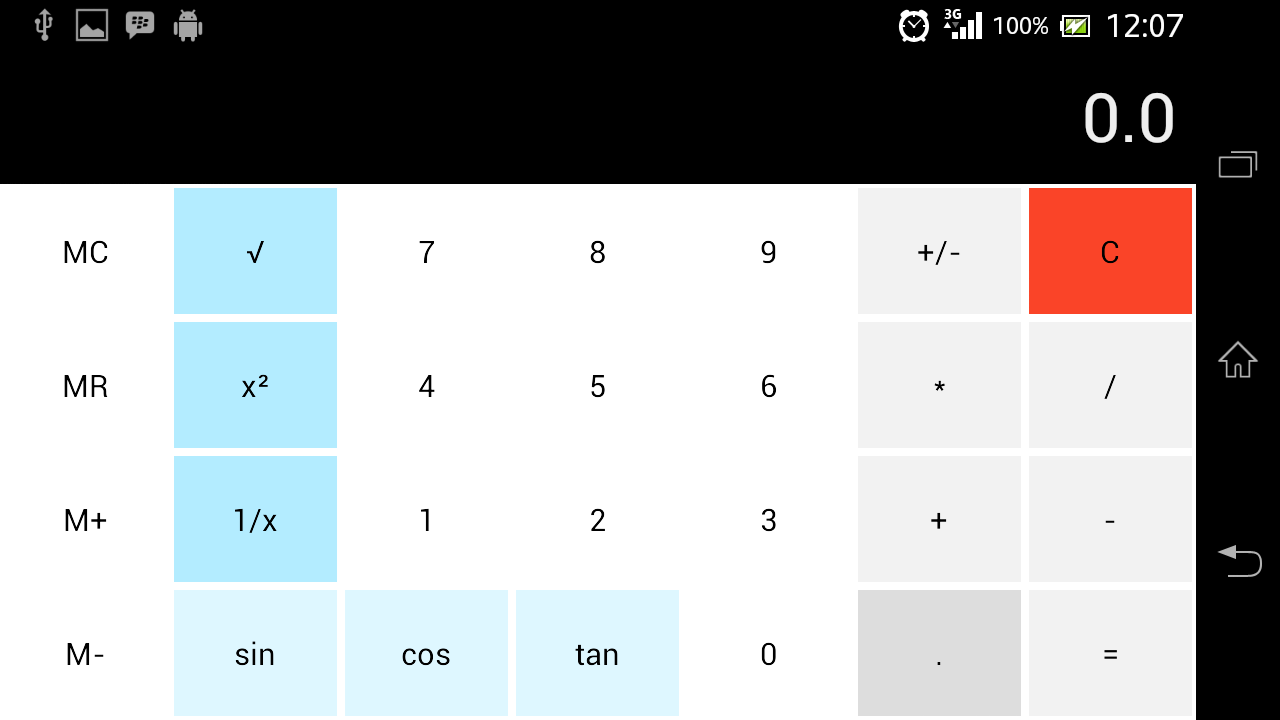 3G 100% 12:07
0.0
MC √ 7 8 9 +/- C
MR x² 4 5 6 * /
M+ 1/x 1 2 3 + -
M- sin cos tan 0 . =